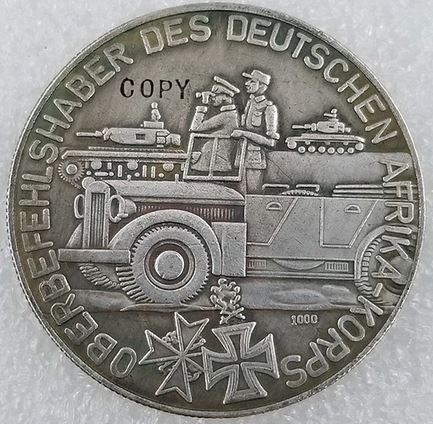 OBERBEFEHLSHABER DES DEUTSCHEN AFRIKA-KORPS
COPY
1000